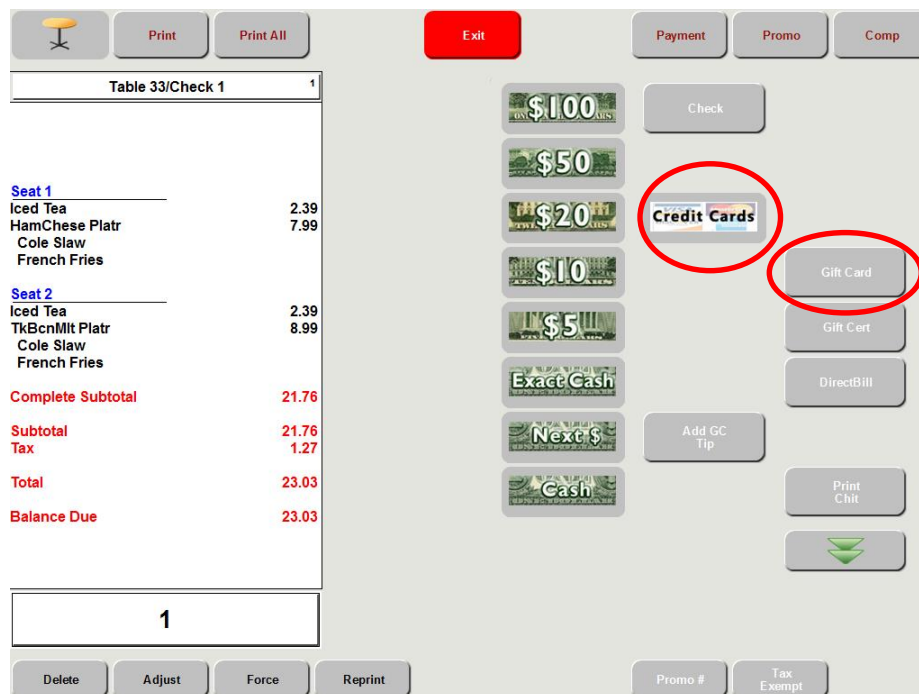 Print
Print All
Exit
Payment
Promo
Comp
Table 33/Check 1 1
Seat 1
Iced Tea 2.39
HamChese Platr 7.99
Cole Slaw
French Fries
Seat 2
Iced Tea 2.39
TkBcnMlt Platr 8.99
Cole Slaw
French Fries
Complete Subtotal 21.76
Subtotal 21.76
Tax 1.27
Total 23.03
Balance Due 23.03
1
$100
$50
$20
$10
$5
Exact Cash
Next $
Cash
Check
Credit Cards
Add GC
Tip
Gift Card
Gift Cert
DirectBill
Print
Chit
Delete
Adjust
Force
Reprint
Promo #
Tax
Exempt